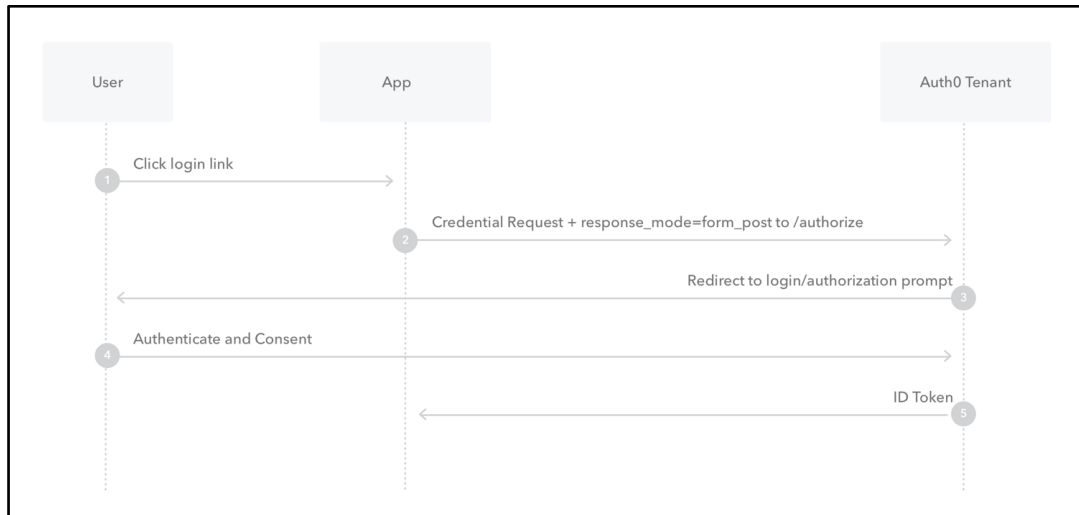 User
App
Auth0 Tenant
Click login link
1
Credential Request + response_mode=form_post to /authorize
2
Redirect to login/authorization prompt
3
Authenticate and Consent
4
ID Token
5